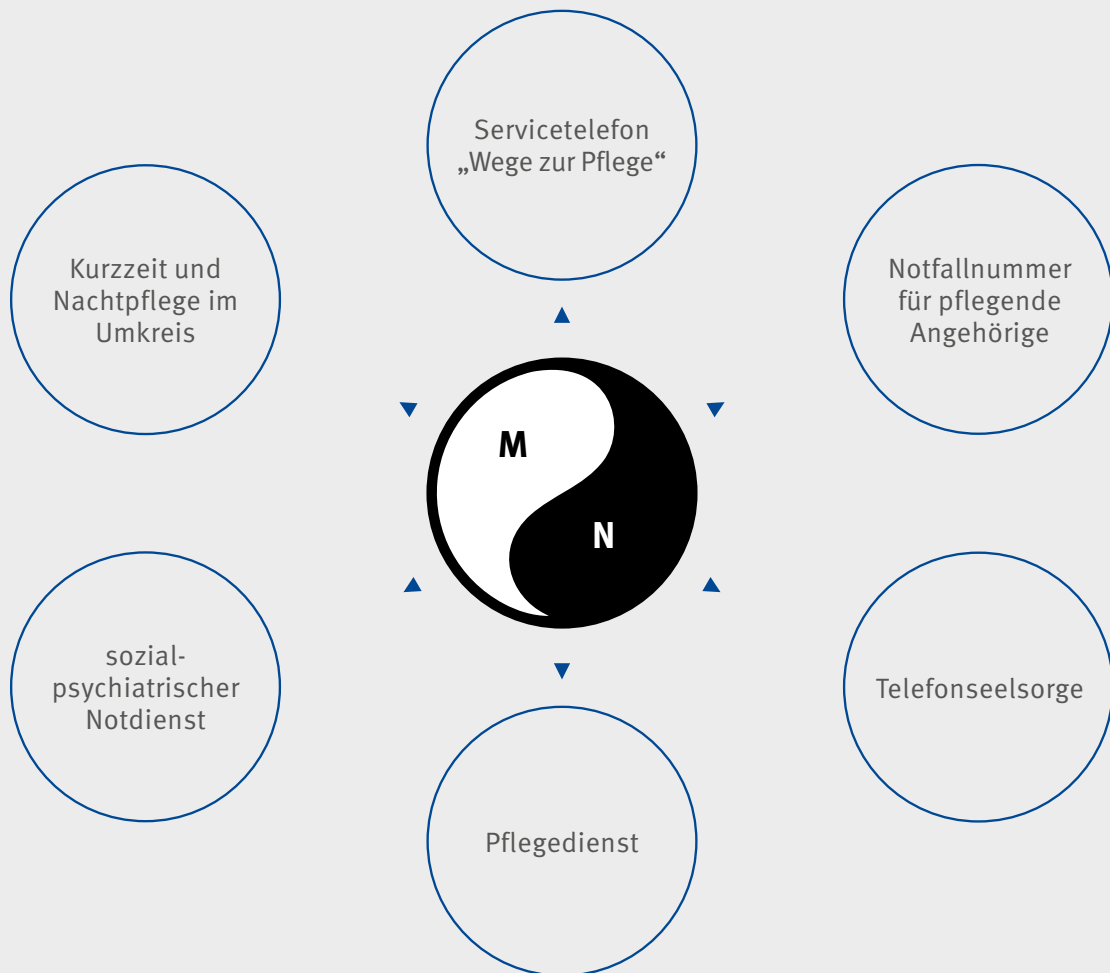 Servicetelefon
„Wege zur Pflege“
Kurzzeit und
Nachtpflege im
Umkreis
Notfallnummer
für pflegende
Angehörige
M
N
sozial-
psychiatrischer
Notdienst
Telefonseelsorge
Pflegedienst